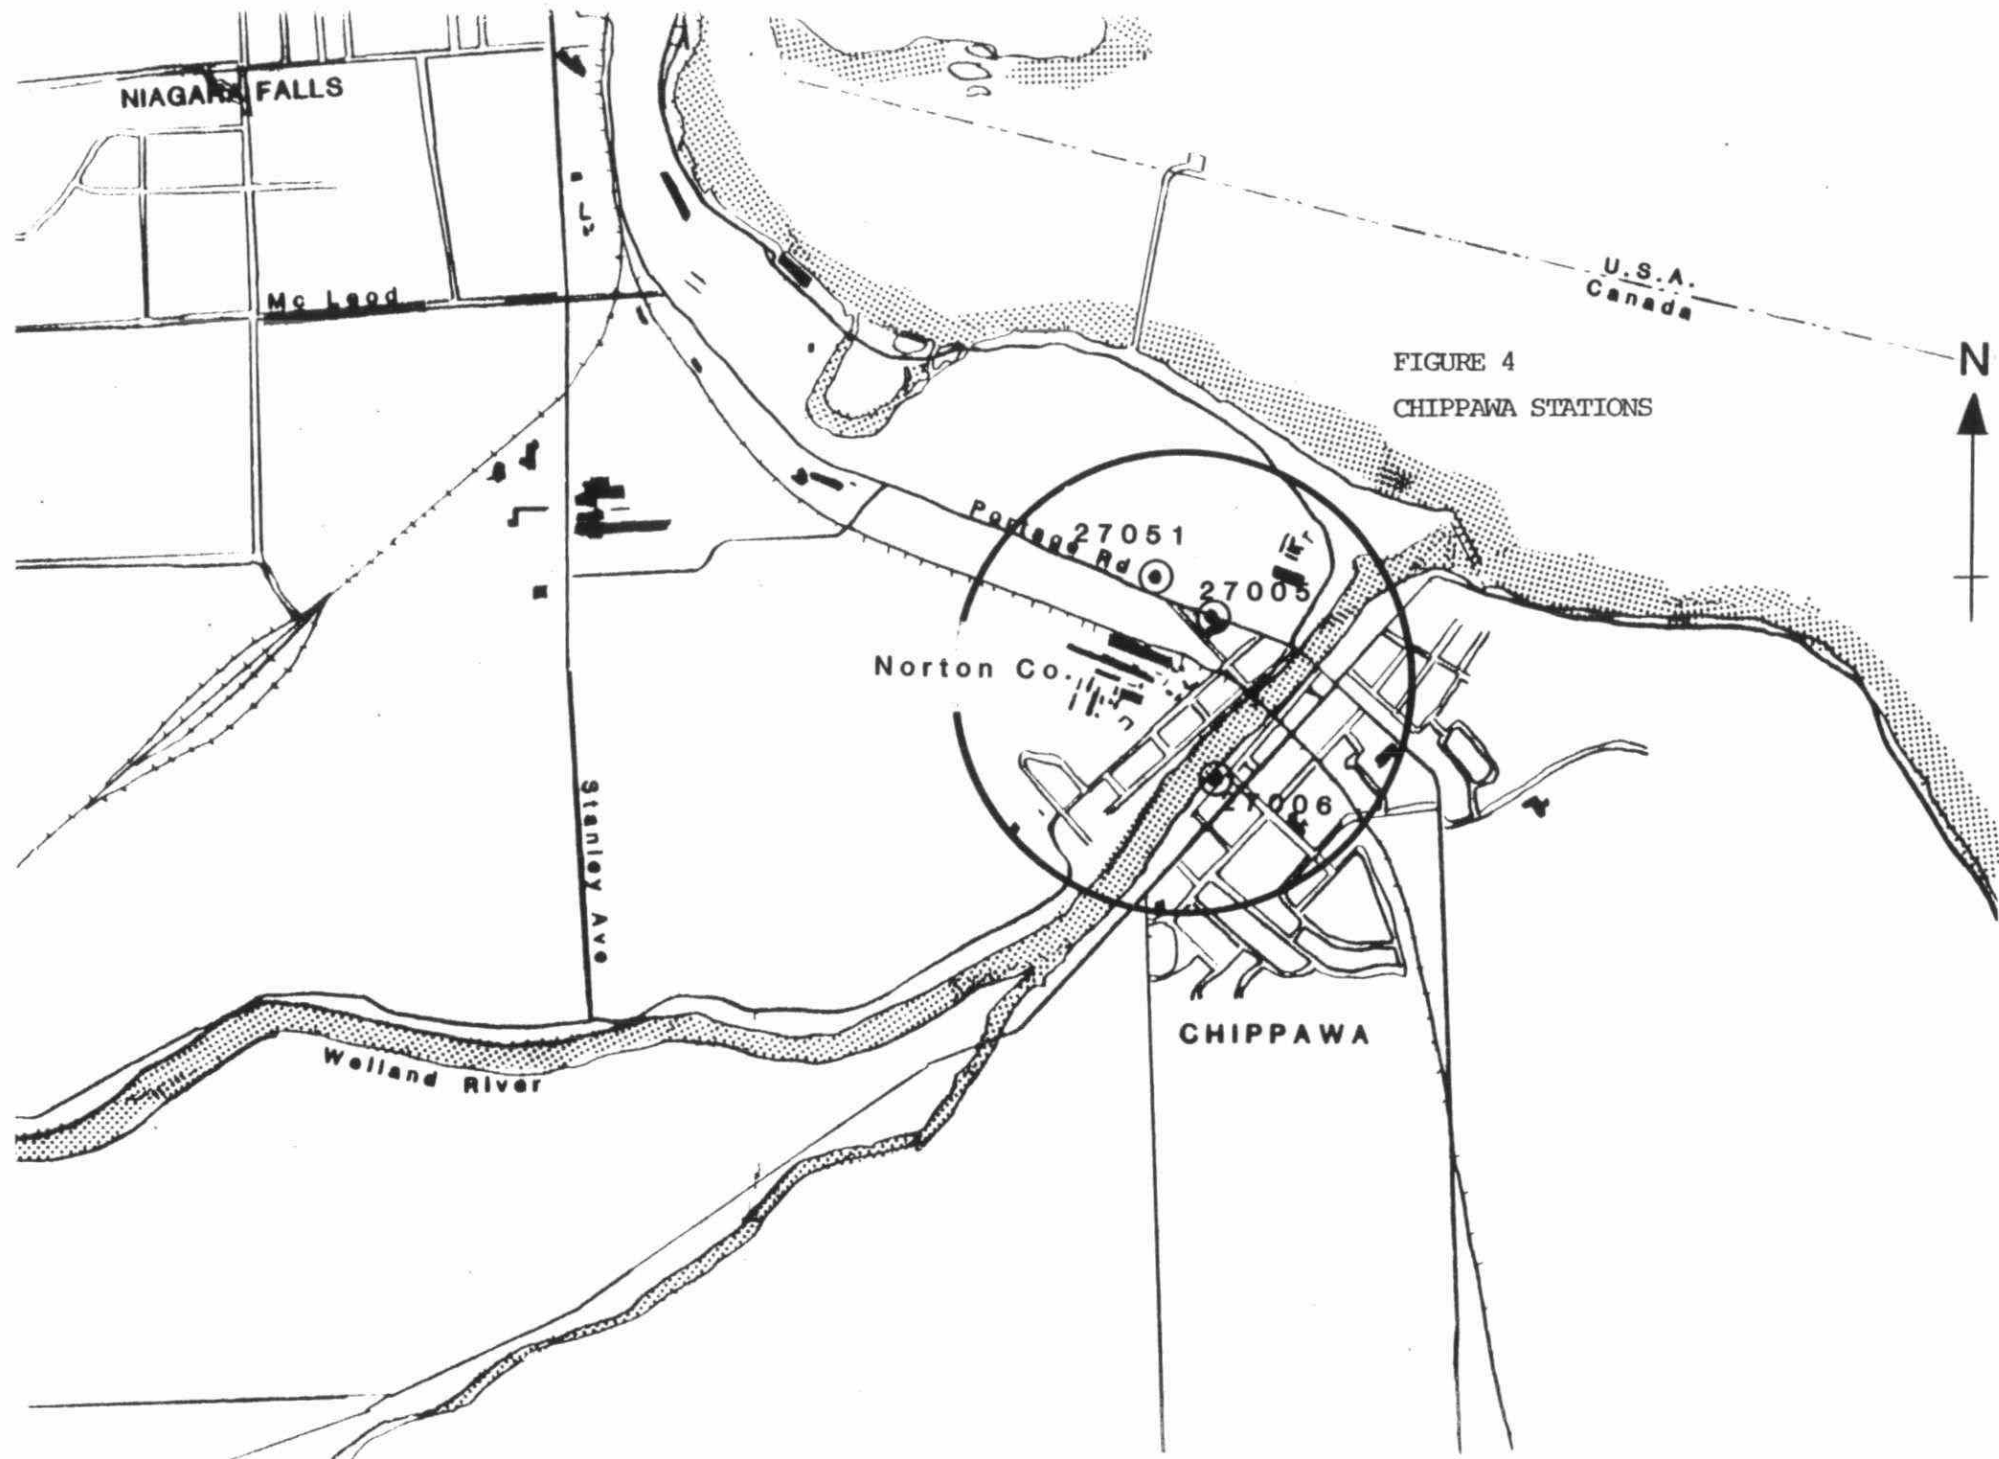 NIAGARA FALLS
Mc Leod
U.S.A.
Canada
N
FIGURE 4
CHIPPAWA STATIONS
Portage Rd
27051
27005
Norton Co.
27006
Stanley Ave
CHIPPAWA
Welland River